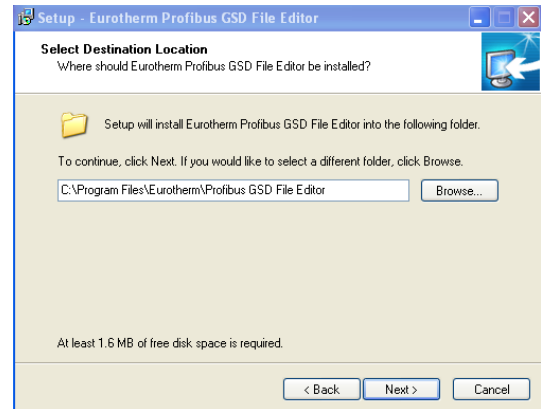 Setup - Eurotherm Profibus GSD File Editor
Select Destination Location
Where should Eurotherm Profibus GSD File Editor be installed?
Setup will install Eurotherm Profibus GSD File Editor into the following folder.
To continue, click Next. If you would like to select a different folder, click Browse.
C:\Program Files\Eurotherm\Profibus GSD File Editor
Browse...
At least 1.6 MB of free disk space is required.
< Back
Next >
Cancel